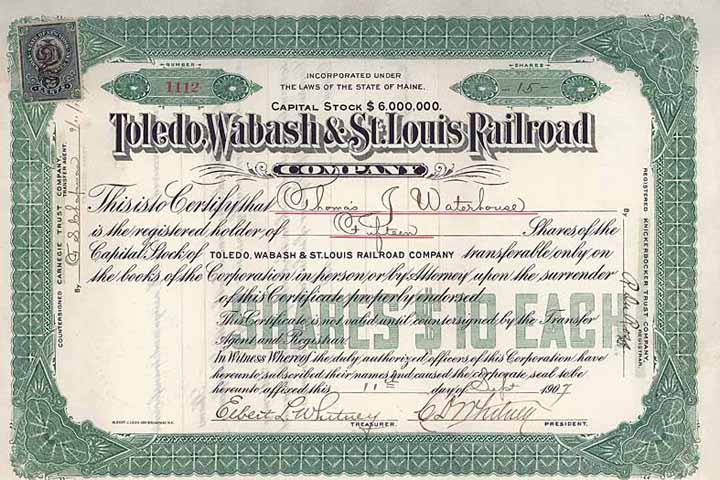 NUMBER
1112
SHARES
-15-
INCORPORATED UNDER
THE LAWS OF THE STATE OF MAINE.
CAPITAL STOCK $6,000,000.
Toledo, Wabash & St. Louis Railroad
COMPANY
This is to Certify that Thomas J Waterhouse
is the registered holder of Fifteen Shares of the
Capital Stock of TOLEDO, WABASH & ST. LOUIS RAILROAD COMPANY transferable only on
the books of the Corporation in person or by Attorney upon the surrender
of this Certificate properly endorsed.
This Certificate is not valid until countersigned by the Transfer
Agent and Registrar.
SHARES $10 EACH
In Witness Whereof the duly authorized officers of this Corporation have
hereunto subscribed their names and caused the corporate seal to be
hereunto affixed this 11th day of Sept 1907
Elbert L. Whitney
TREASURER.
C D Whitney
PRESIDENT.
COUNTERSIGNED CARNEGIE TRUST COMPANY,
TRANSFER AGENT.
By
REGISTERED KNICKERBOCKER TRUST COMPANY,
REGISTRAR.
By